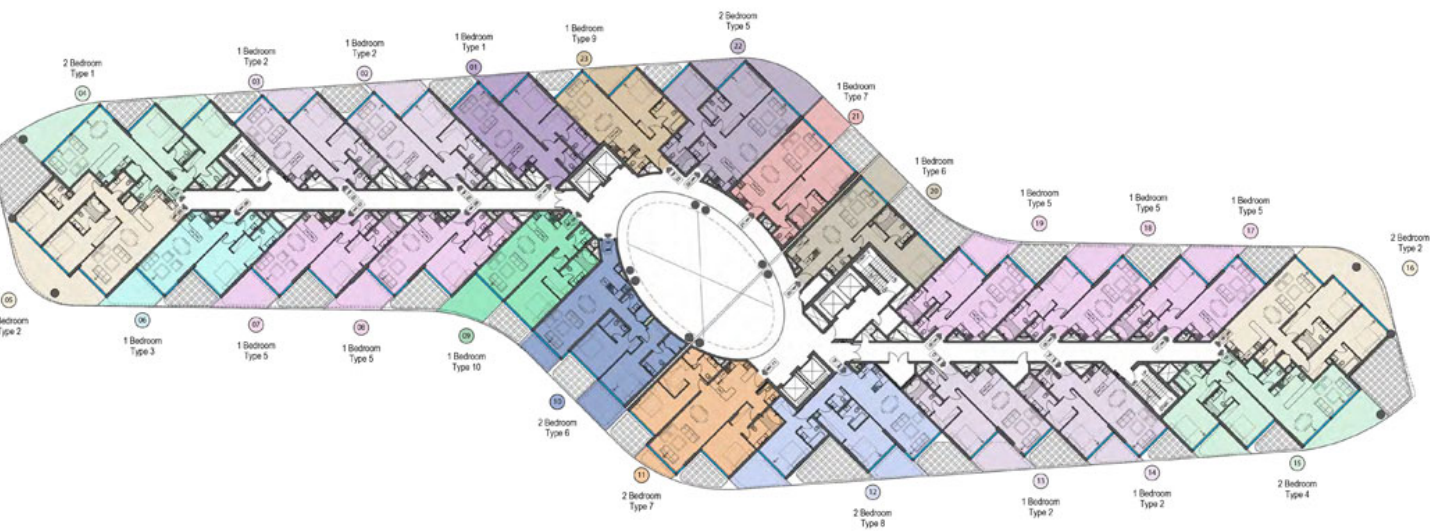 2 Bedroom
Type 1
04
1 Bedroom
Type 2
03
1 Bedroom
Type 2
02
1 Bedroom
Type 1
01
1 Bedroom
Type 9
23
2 Bedroom
Type 5
22
1 Bedroom
Type 7
21
1 Bedroom
Type 6
20
1 Bedroom
Type 5
19
1 Bedroom
Type 5
18
1 Bedroom
Type 5
17
2 Bedroom
Type 2
16
05
edroom
ype 2
06
1 Bedroom
Type 3
07
1 Bedroom
Type 5
08
1 Bedroom
Type 5
09
1 Bedroom
Type 10
10
2 Bedroom
Type 6
11
2 Bedroom
Type 7
12
2 Bedroom
Type 8
13
1 Bedroom
Type 2
14
1 Bedroom
Type 2
15
2 Bedroom
Type 4